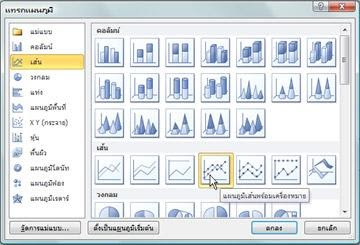 แทรกแผนภูมิ
แม่แบบ
คอลัมน์
เส้น
วงกลม
แท่ง
แผนภูมิพื้นที่
X Y (กระจาย)
หุ้น
พื้นผิว
แผนภูมิโดนัท
แผนภูมิฟอง
แผนภูมิเรดาร์
คอลัมน์
เส้น
แผนภูมิเส้นพร้อมเครื่องหมาย
วงกลม
จัดการแม่แบบ...
ตั้งเป็นแผนภูมิเริ่มต้น
ตกลง
ยกเลิก